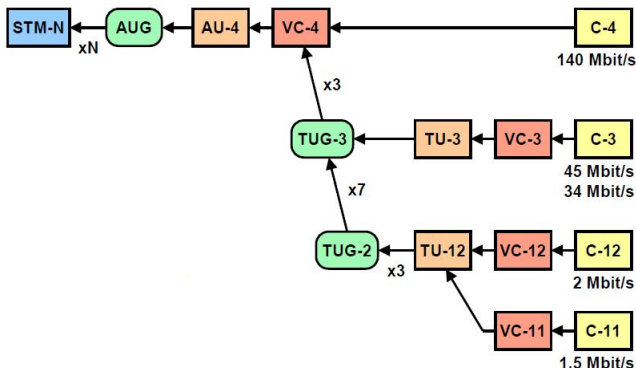 STM-N AUG AU-4 VC-4 C-4
xN
140 Mbit/s
x3
TUG-3 TU-3 VC-3 C-3
45 Mbit/s
34 Mbit/s
x7
TUG-2 TU-12 VC-12 C-12
x3
2 Mbit/s
VC-11 C-11
1.5 Mbit/s